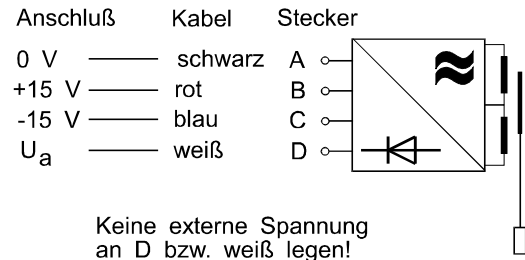 Anschluß Kabel Stecker
0 V schwarz A
+15 V rot B
-15 V blau C
Ua weiß D
Keine externe Spannung
an D bzw. weiß legen!